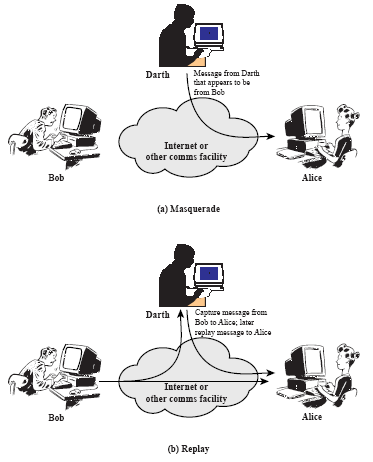 Darth
Message from Darth
that appears to be
from Bob
Internet or
other comms facility
Bob
Alice
(a) Masquerade
Darth
Capture message from
Bob to Alice; later
replay message to Alice
Internet or
other comms facility
Bob
Alice
(b) Replay